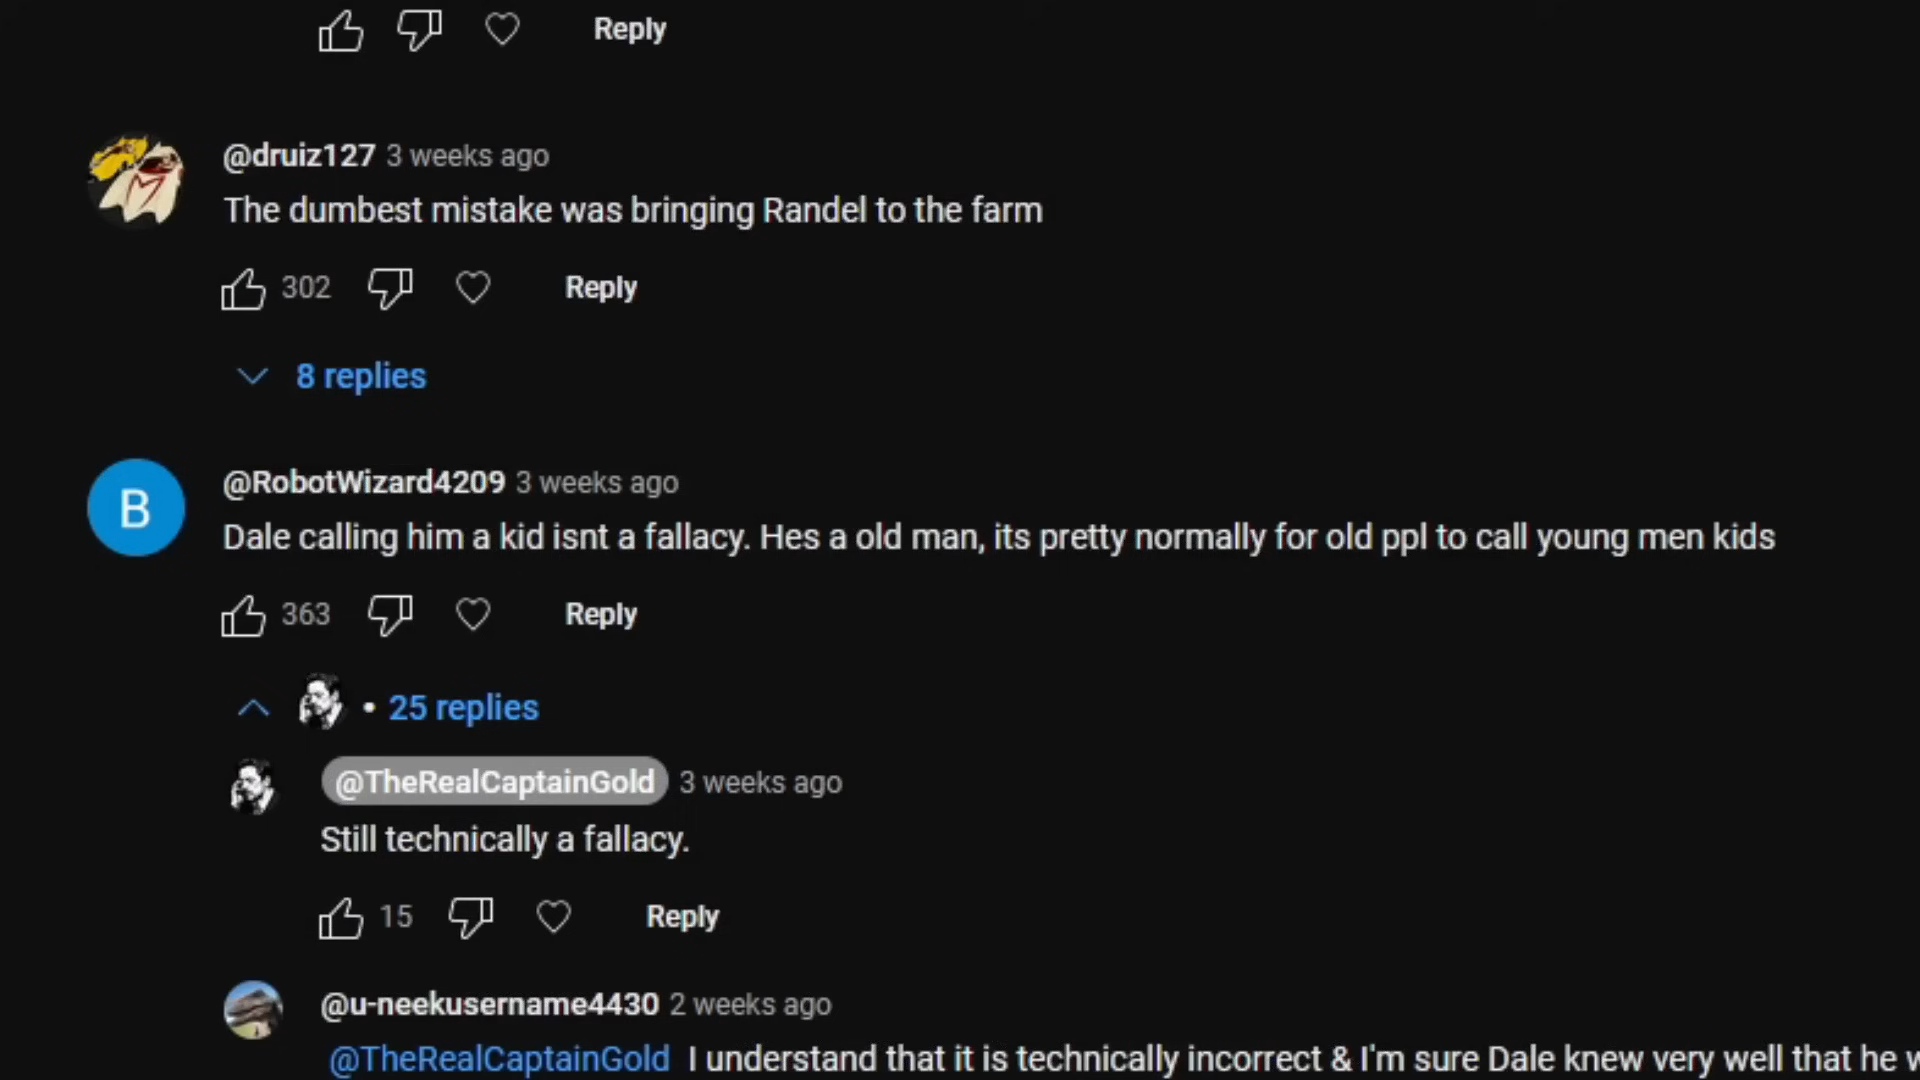 Reply
@druiz127 3 weeks ago
The dumbest mistake was bringing Randel to the farm
302 Reply
8 replies
B
@RobotWizard4209 3 weeks ago
Dale calling him a kid isnt a fallacy. Hes a old man, its pretty normally for old ppl to call young men kids
363 Reply
• 25 replies
@TheRealCaptainGold 3 weeks ago
Still technically a fallacy.
15 Reply
@u-neekusername4430 2 weeks ago
@TheRealCaptainGold I understand that it is technically incorrect & I'm sure Dale knew very well that he